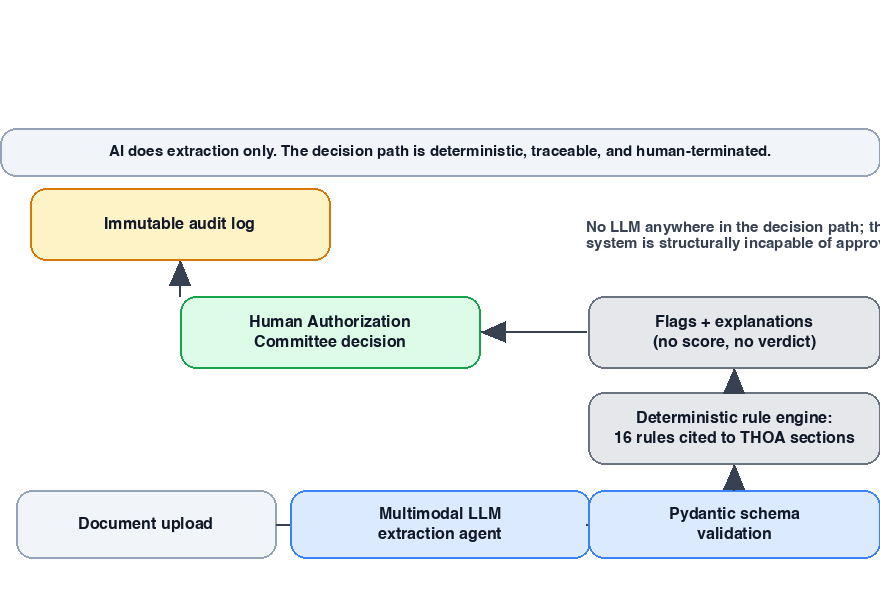 AI does extraction only. The decision path is deterministic, traceable, and human-terminated.
Immutable audit log
No LLM anywhere in the decision path;
system is structurally incapable of
Human Authorization
Committee decision
Flags + explanations
(no score, no verdict)
Deterministic rule engine:
16 rules cited to THOA sections
Document upload
Multimodal LLM
extraction agent
Pydantic schema
validation